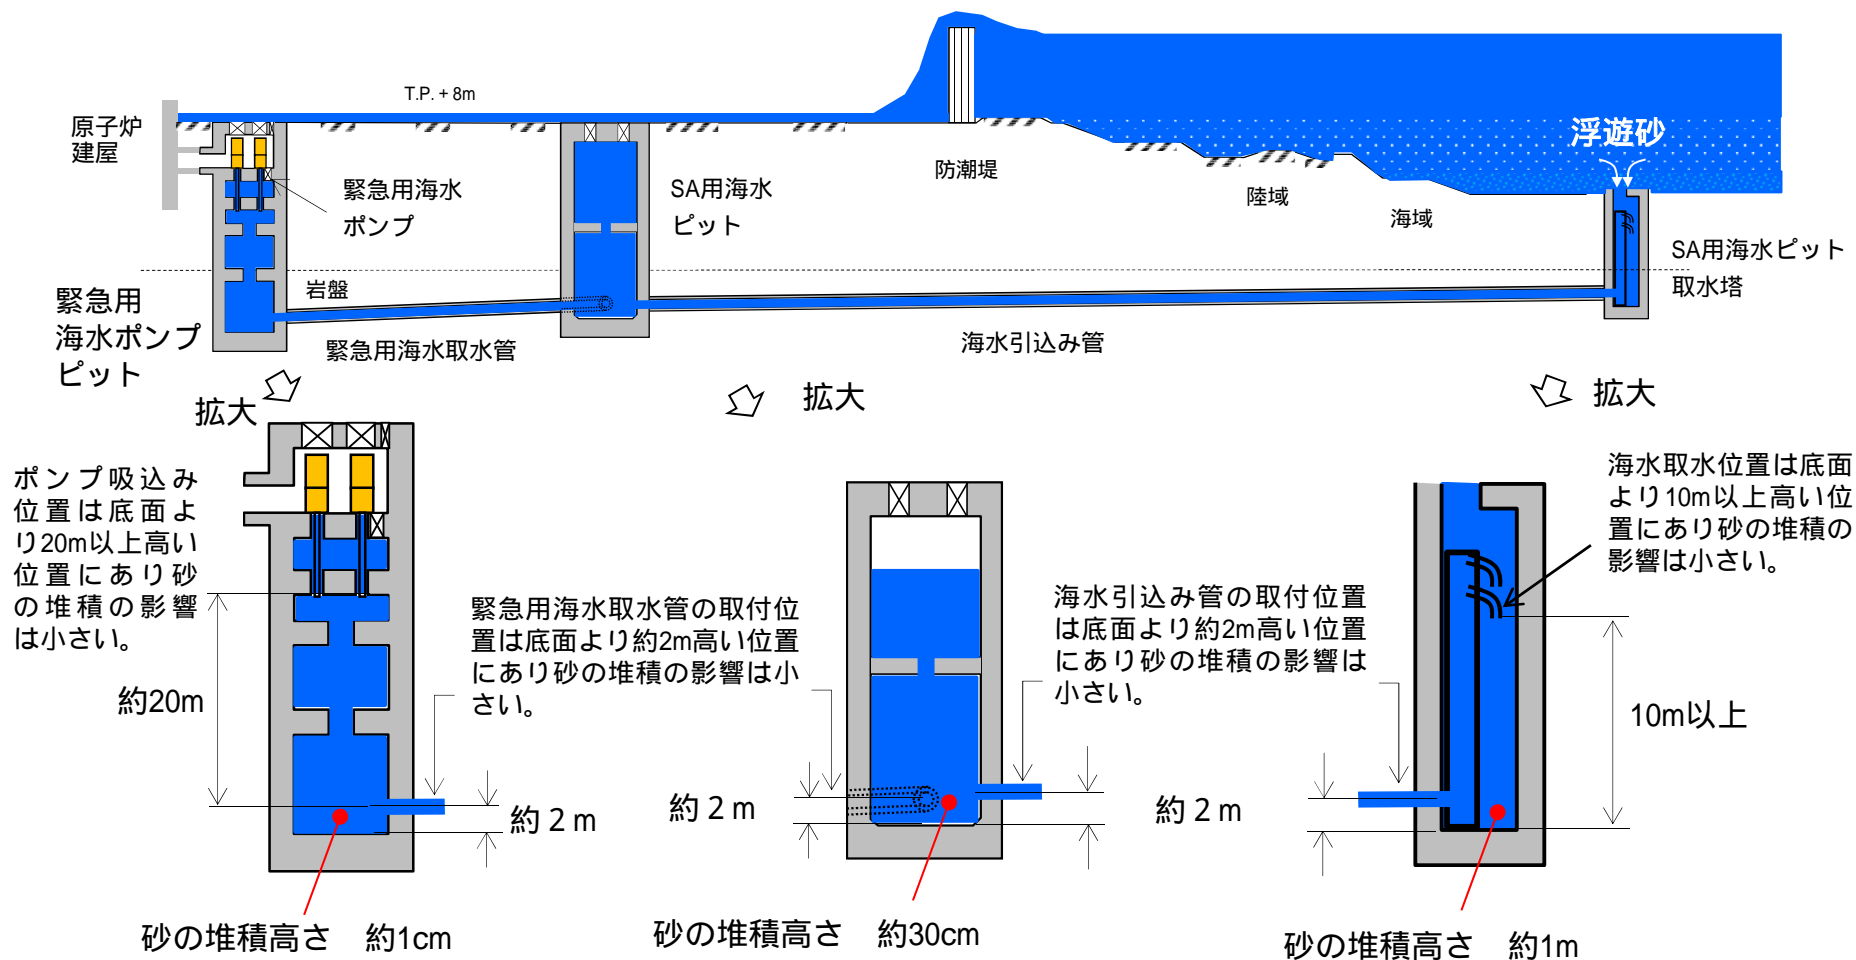 T.P.+8m
原子炉
建屋
緊急用海水
ポンプ
SA用海水
ピット
防潮堤
浮遊砂
陸域
海域
SA用海水ピット
取水塔
岩盤
緊急用
海水ポンプ
ピット
緊急用海水取水管
海水引込み管
拡大
拡大
拡大
ポンプ吸込み
位置は底面よ
り20m以上高い
位置にあり砂
の堆積の影響
は小さい。
約20m
緊急用海水取水管の取付位
置は底面より約2m高い位置
にあり砂の堆積の影響は小
さい。
海水引込み管の取付位置
は底面より約2m高い位置
にあり砂の堆積の影響は
小さい。
海水取水位置は底面
より10m以上高い位
置にあり砂の堆積の
影響は小さい。
10m以上
約2m
約2m
約2m
砂の堆積高さ 約1cm
砂の堆積高さ 約30cm
砂の堆積高さ 約1m